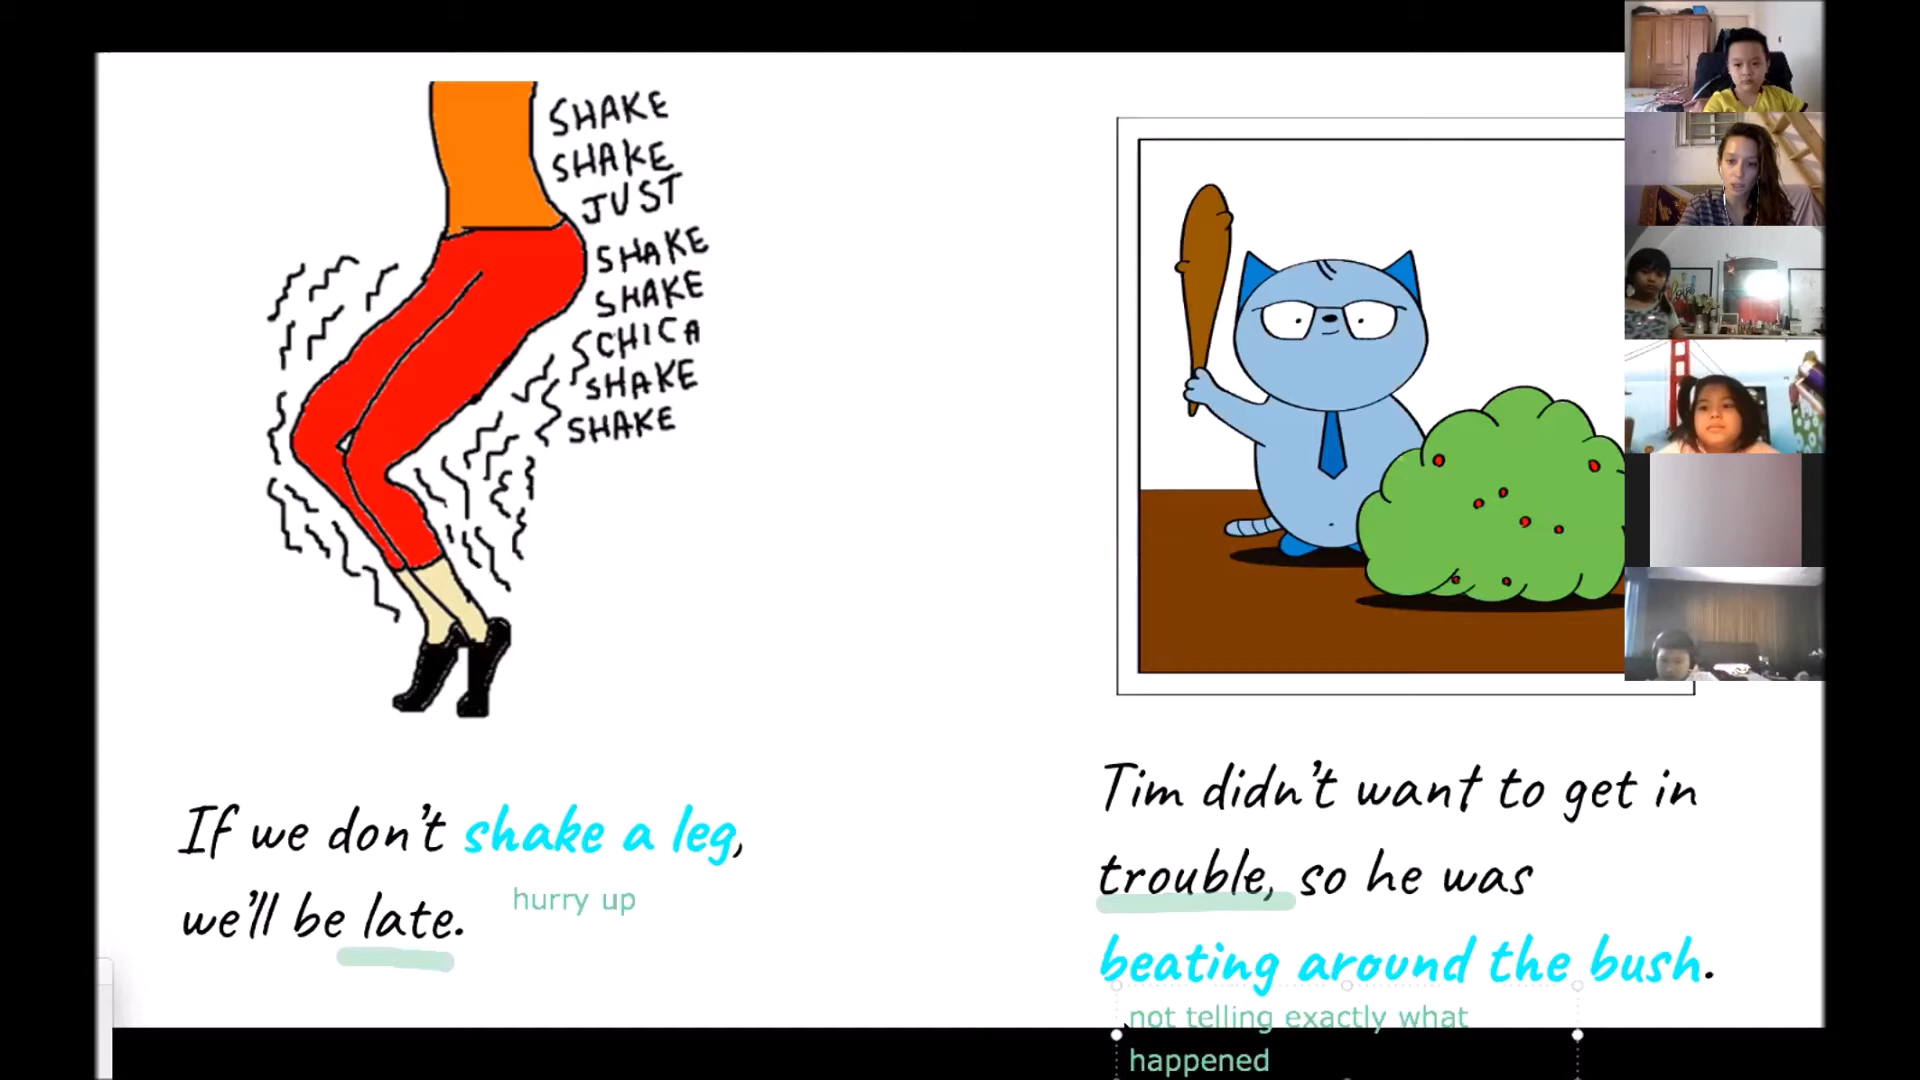 SHAKE
SHAKE
JUST
SHAKE
SHAKE
CHICA
SHAKE
SHAKE
If we don't shake a leg,
hurry up
we'll be late.
Tim didn't want to get in
trouble, so he was
beating around the bush.
not telling exactly what
happened